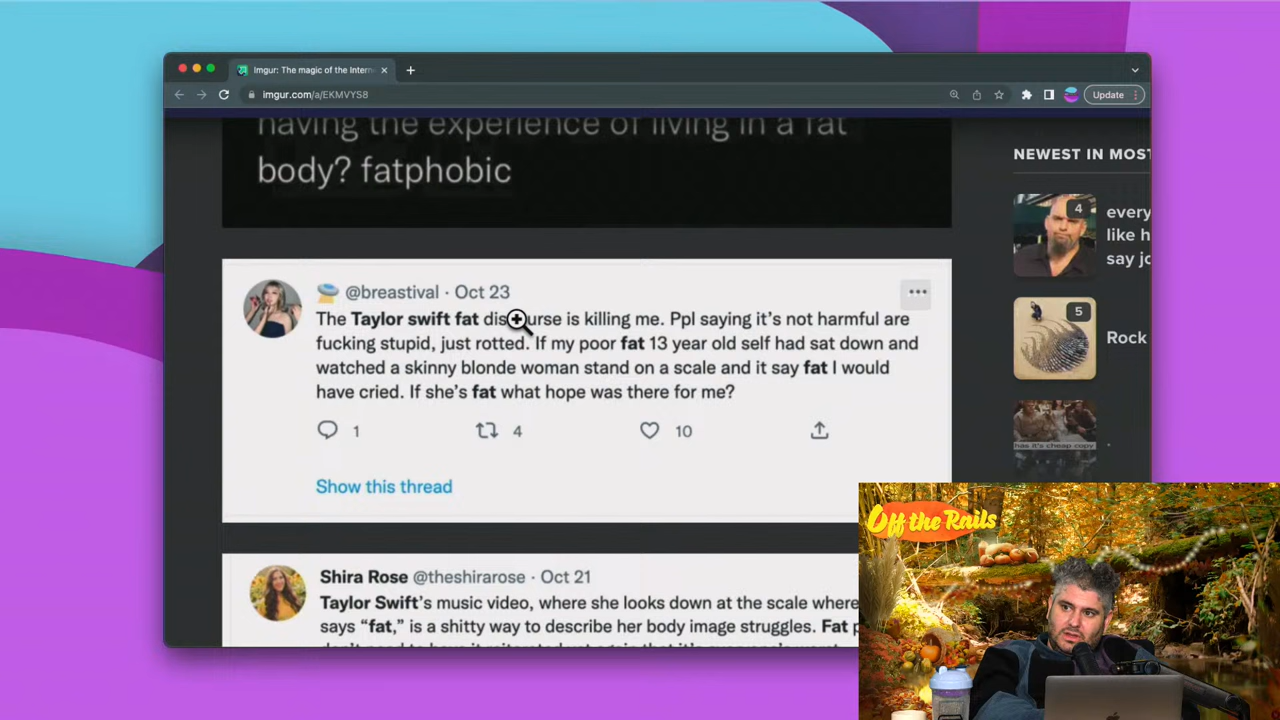 Imgur: The magic of the Intern
imgur.com/a/EKMVYS8
Update
having the experience of living in a fat
body? fatphobic
@breastival · Oct 23
The Taylor swift fat discourse is killing me. Ppl saying it's not harmful are
fucking stupid, just rotted. If my poor fat 13 year old self had sat down and
watched a skinny blonde woman stand on a scale and it say fat I would
have cried. If she's fat what hope was there for me?
1
4
10
Show this thread
Shira Rose @theshirarose · Oct 21
Taylor Swift's music video, where she looks down at the scale where
says “fat,” is a shitty way to describe her body image struggles. Fat p
NEWEST IN MOST
4
every
like h
say jo
5
Rock
has it's cheap copy
Off the Rails